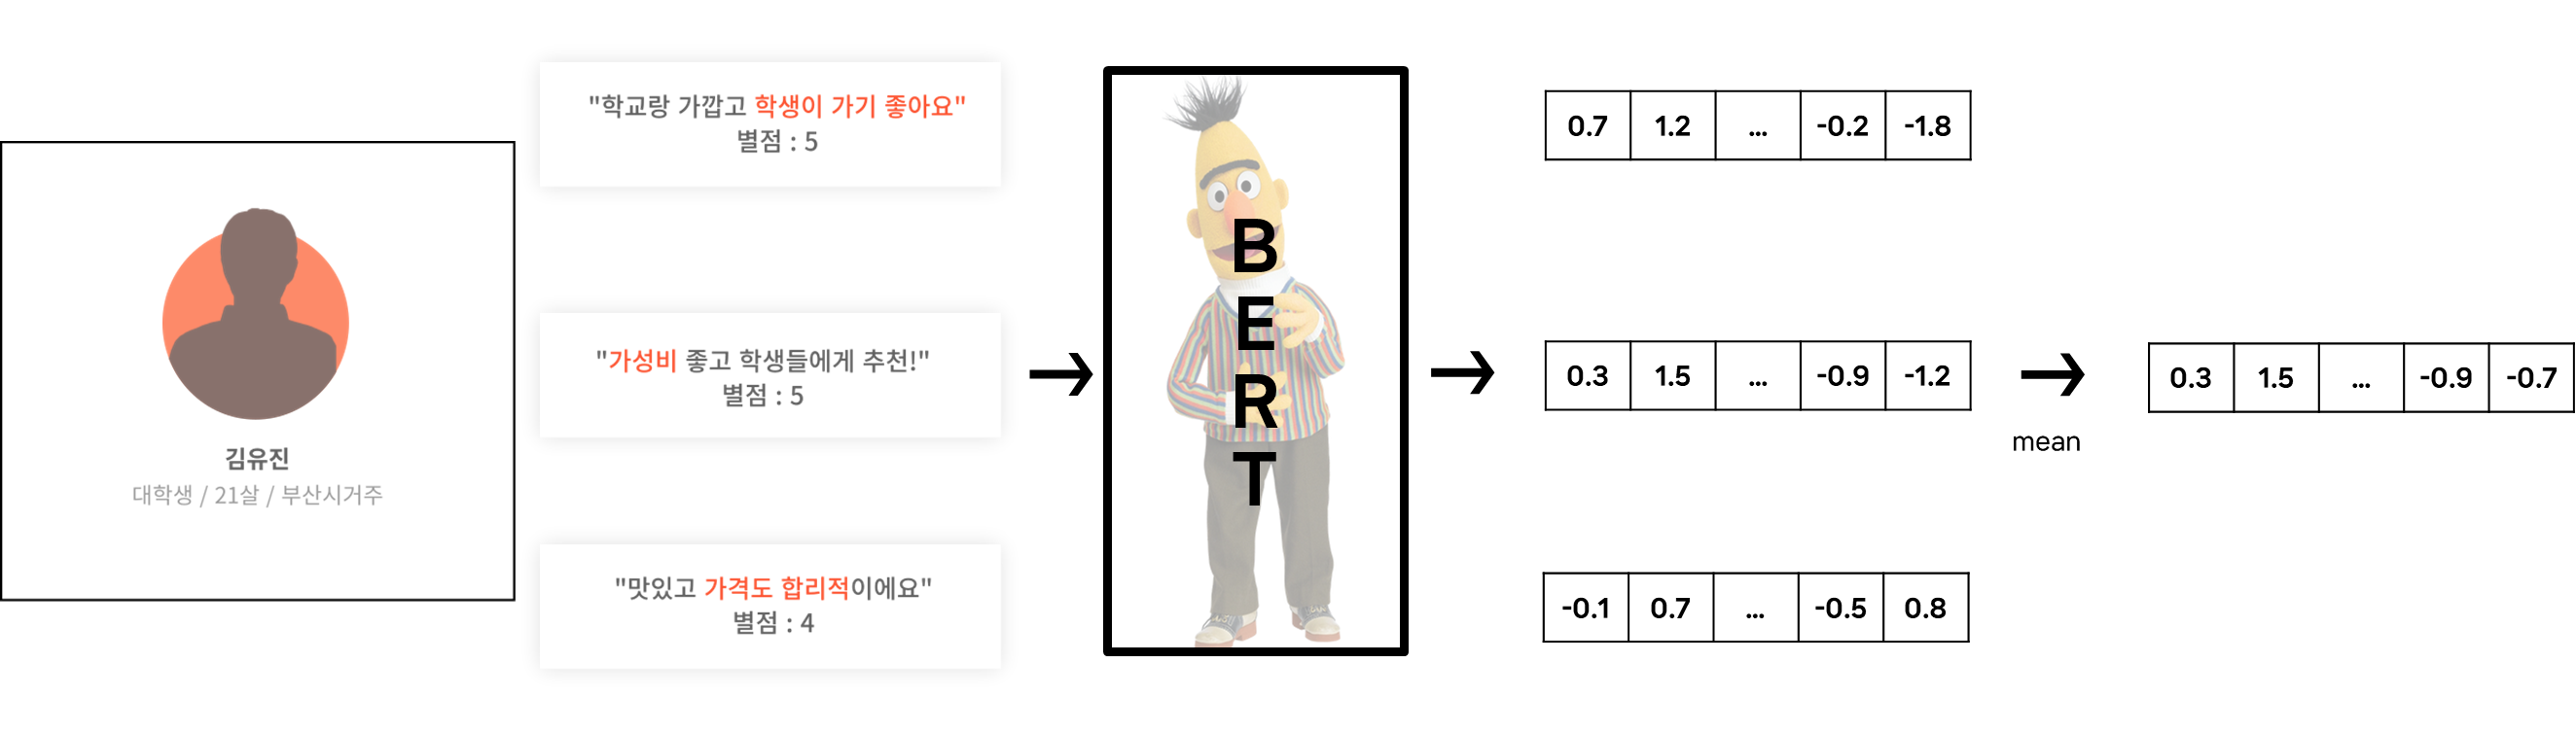 김유진
대학생 / 21살 / 부산시거주
"학교랑 가깝고 학생이 가기 좋아요"
별점 : 5
"가성비 좋고 학생들에게 추천!"
별점 : 5
"맛있고 가격도 합리적이에요"
별점 : 4
B
E
R
T
0.7 1.2 ... -0.2 -1.8
0.3 1.5 ... -0.9 -1.2
-0.1 0.7 ... -0.5 0.8
mean
0.3 1.5 ... -0.9 -0.7